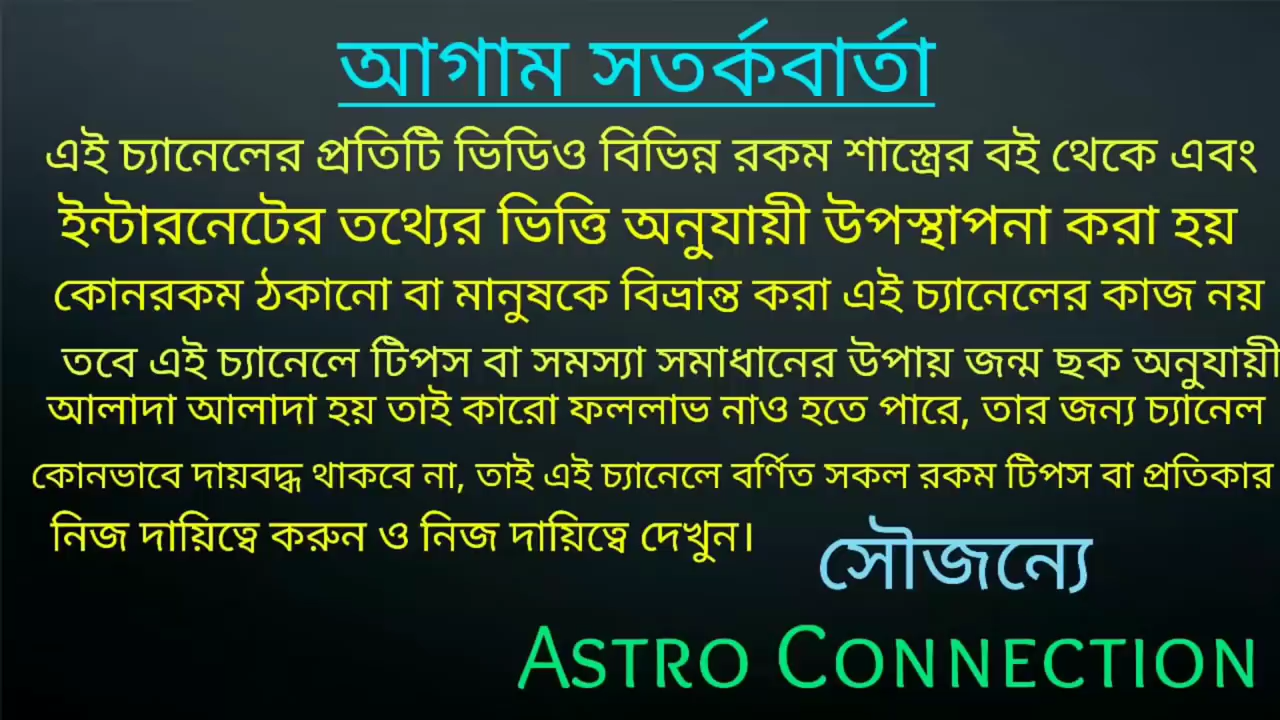 আগাম সতর্কবার্তা
এই চ্যানেলের প্রতিটি ভিডিও বিভিন্ন রকম শাস্ত্রের বই থেকে এবং
ইন্টারনেটের তথ্যের ভিত্তি অনুযায়ী উপস্থাপনা করা হয়
কোনরকম ঠকানো বা মানুষকে বিভ্রান্ত করা এই চ্যানেলের কাজ নয়
তবে এই চ্যানেলে টিপস বা সমস্যা সমাধানের উপায় জন্ম ছক অনুযায়ী
আলাদা আলাদা হয় তাই কারো ফললাভ নাও হতে পারে, তার জন্য চ্যানেল
কোনভাবে দায়বদ্ধ থাকবে না, তাই এই চ্যানেলে বর্ণিত সকল রকম টিপস বা প্রতিকার
নিজ দায়িত্বে করুন ও নিজ দায়িত্বে দেখুন।
সৌজন্যে
ASTRO CONNECTION